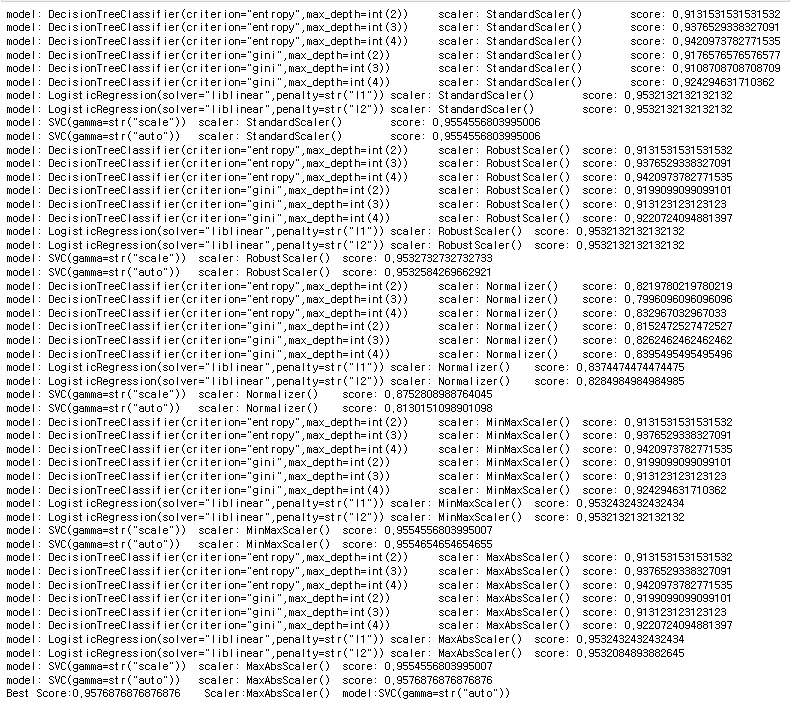 model: DecisionTreeClassifier(criterion="entropy",max_depth=int(2)) scaler: StandardScaler() score: 0,9131531531531532
model: DecisionTreeClassifier(criterion="entropy",max_depth=int(3)) scaler: StandardScaler() score: 0,9376529338327091
model: DecisionTreeClassifier(criterion="entropy",max_depth=int(4)) scaler: StandardScaler() score: 0,9420973782771535
model: DecisionTreeClassifier(criterion="gini",max_depth=int(2)) scaler: StandardScaler() score: 0,9176576576576577
model: DecisionTreeClassifier(criterion="gini",max_depth=int(3)) scaler: StandardScaler() score: 0,9108708708708709
model: DecisionTreeClassifier(criterion="gini",max_depth=int(4)) scaler: StandardScaler() score: 0,924294631710362
model: LogisticRegression(solver="liblinear",penalty=str("l1")) scaler: StandardScaler() score: 0,9532132132132132
model: LogisticRegression(solver="liblinear",penalty=str("l2")) scaler: StandardScaler() score: 0,9532132132132132
model: SVC(gamma=str("scale")) scaler: StandardScaler() score: 0,9554556803995006
model: SVC(gamma=str("auto")) scaler: StandardScaler() score: 0,9554556803995006
model: DecisionTreeClassifier(criterion="entropy",max_depth=int(2)) scaler: RobustScaler() score: 0,9131531531531532
model: DecisionTreeClassifier(criterion="entropy",max_depth=int(3)) scaler: RobustScaler() score: 0,9376529338327091
model: DecisionTreeClassifier(criterion="entropy",max_depth=int(4)) scaler: RobustScaler() score: 0,9420973782771535
model: DecisionTreeClassifier(criterion="gini",max_depth=int(2)) scaler: RobustScaler() score: 0,9199099099099101
model: DecisionTreeClassifier(criterion="gini",max_depth=int(3)) scaler: RobustScaler() score: 0,913123123123123
model: DecisionTreeClassifier(criterion="gini",max_depth=int(4)) scaler: RobustScaler() score: 0,9220724094881397
model: LogisticRegression(solver="liblinear",penalty=str("l1")) scaler: RobustScaler() score: 0,9532132132132132
model: LogisticRegression(solver="liblinear",penalty=str("l2")) scaler: RobustScaler() score: 0,9532132132132132
model: SVC(gamma=str("scale")) scaler: RobustScaler() score: 0,9532732732732733
model: SVC(gamma=str("auto")) scaler: RobustScaler() score: 0,9532584269662921
model: DecisionTreeClassifier(criterion="entropy",max_depth=int(2)) scaler: Normalizer() score: 0,8219780219780219
model: DecisionTreeClassifier(criterion="entropy",max_depth=int(3)) scaler: Normalizer() score: 0,7996096096096096
model: DecisionTreeClassifier(criterion="entropy",max_depth=int(4)) scaler: Normalizer() score: 0,832967032967033
model: DecisionTreeClassifier(criterion="gini",max_depth=int(2)) scaler: Normalizer() score: 0,8152472527472527
model: DecisionTreeClassifier(criterion="gini",max_depth=int(3)) scaler: Normalizer() score: 0,8262462462462462
model: DecisionTreeClassifier(criterion="gini",max_depth=int(4)) scaler: Normalizer() score: 0,8395495495495496
model: LogisticRegression(solver="liblinear",penalty=str("l1")) scaler: Normalizer() score: 0,8374474474474475
model: LogisticRegression(solver="liblinear",penalty=str("l2")) scaler: Normalizer() score: 0,8284984984984985
model: SVC(gamma=str("scale")) scaler: Normalizer() score: 0,8752808988764045
model: SVC(gamma=str("auto")) scaler: Normalizer() score: 0,8130151098901098
model: DecisionTreeClassifier(criterion="entropy",max_depth=int(2)) scaler: MinMaxScaler() score: 0,9131531531531532
model: DecisionTreeClassifier(criterion="entropy",max_depth=int(3)) scaler: MinMaxScaler() score: 0,9376529338327091
model: DecisionTreeClassifier(criterion="entropy",max_depth=int(4)) scaler: MinMaxScaler() score: 0,9420973782771535
model: DecisionTreeClassifier(criterion="gini",max_depth=int(2)) scaler: MinMaxScaler() score: 0,9199099099099101
model: DecisionTreeClassifier(criterion="gini",max_depth=int(3)) scaler: MinMaxScaler() score: 0,913123123123123
model: DecisionTreeClassifier(criterion="gini",max_depth=int(4)) scaler: MinMaxScaler() score: 0,924294631710362
model: LogisticRegression(solver="liblinear",penalty=str("l1")) scaler: MinMaxScaler() score: 0,9532432432432434
model: LogisticRegression(solver="liblinear",penalty=str("l2")) scaler: MinMaxScaler() score: 0,9532132132132132
model: SVC(gamma=str("scale")) scaler: MinMaxScaler() score: 0,9554556803995007
model: SVC(gamma=str("auto")) scaler: MinMaxScaler() score: 0,9554654654654655
model: DecisionTreeClassifier(criterion="entropy",max_depth=int(2)) scaler: MaxAbsScaler() score: 0,9131531531531532
model: DecisionTreeClassifier(criterion="entropy",max_depth=int(3)) scaler: MaxAbsScaler() score: 0,9376529338327091
model: DecisionTreeClassifier(criterion="entropy",max_depth=int(4)) scaler: MaxAbsScaler() score: 0,9420973782771535
model: DecisionTreeClassifier(criterion="gini",max_depth=int(2)) scaler: MaxAbsScaler() score: 0,9199099099099101
model: DecisionTreeClassifier(criterion="gini",max_depth=int(3)) scaler: MaxAbsScaler() score: 0,913123123123123
model: DecisionTreeClassifier(criterion="gini",max_depth=int(4)) scaler: MaxAbsScaler() score: 0,9220724094881397
model: LogisticRegression(solver="liblinear",penalty=str("l1")) scaler: MaxAbsScaler() score: 0,9532432432432434
model: LogisticRegression(solver="liblinear",penalty=str("l2")) scaler: MaxAbsScaler() score: 0,9532084893882645
model: SVC(gamma=str("scale")) scaler: MaxAbsScaler() score: 0,9554556803995007
model: SVC(gamma=str("auto")) scaler: MaxAbsScaler() score: 0,9576876876876876
Best Score:0,9576876876876876 Scaler:MaxAbsScaler() model:SVC(gamma=str("auto"))